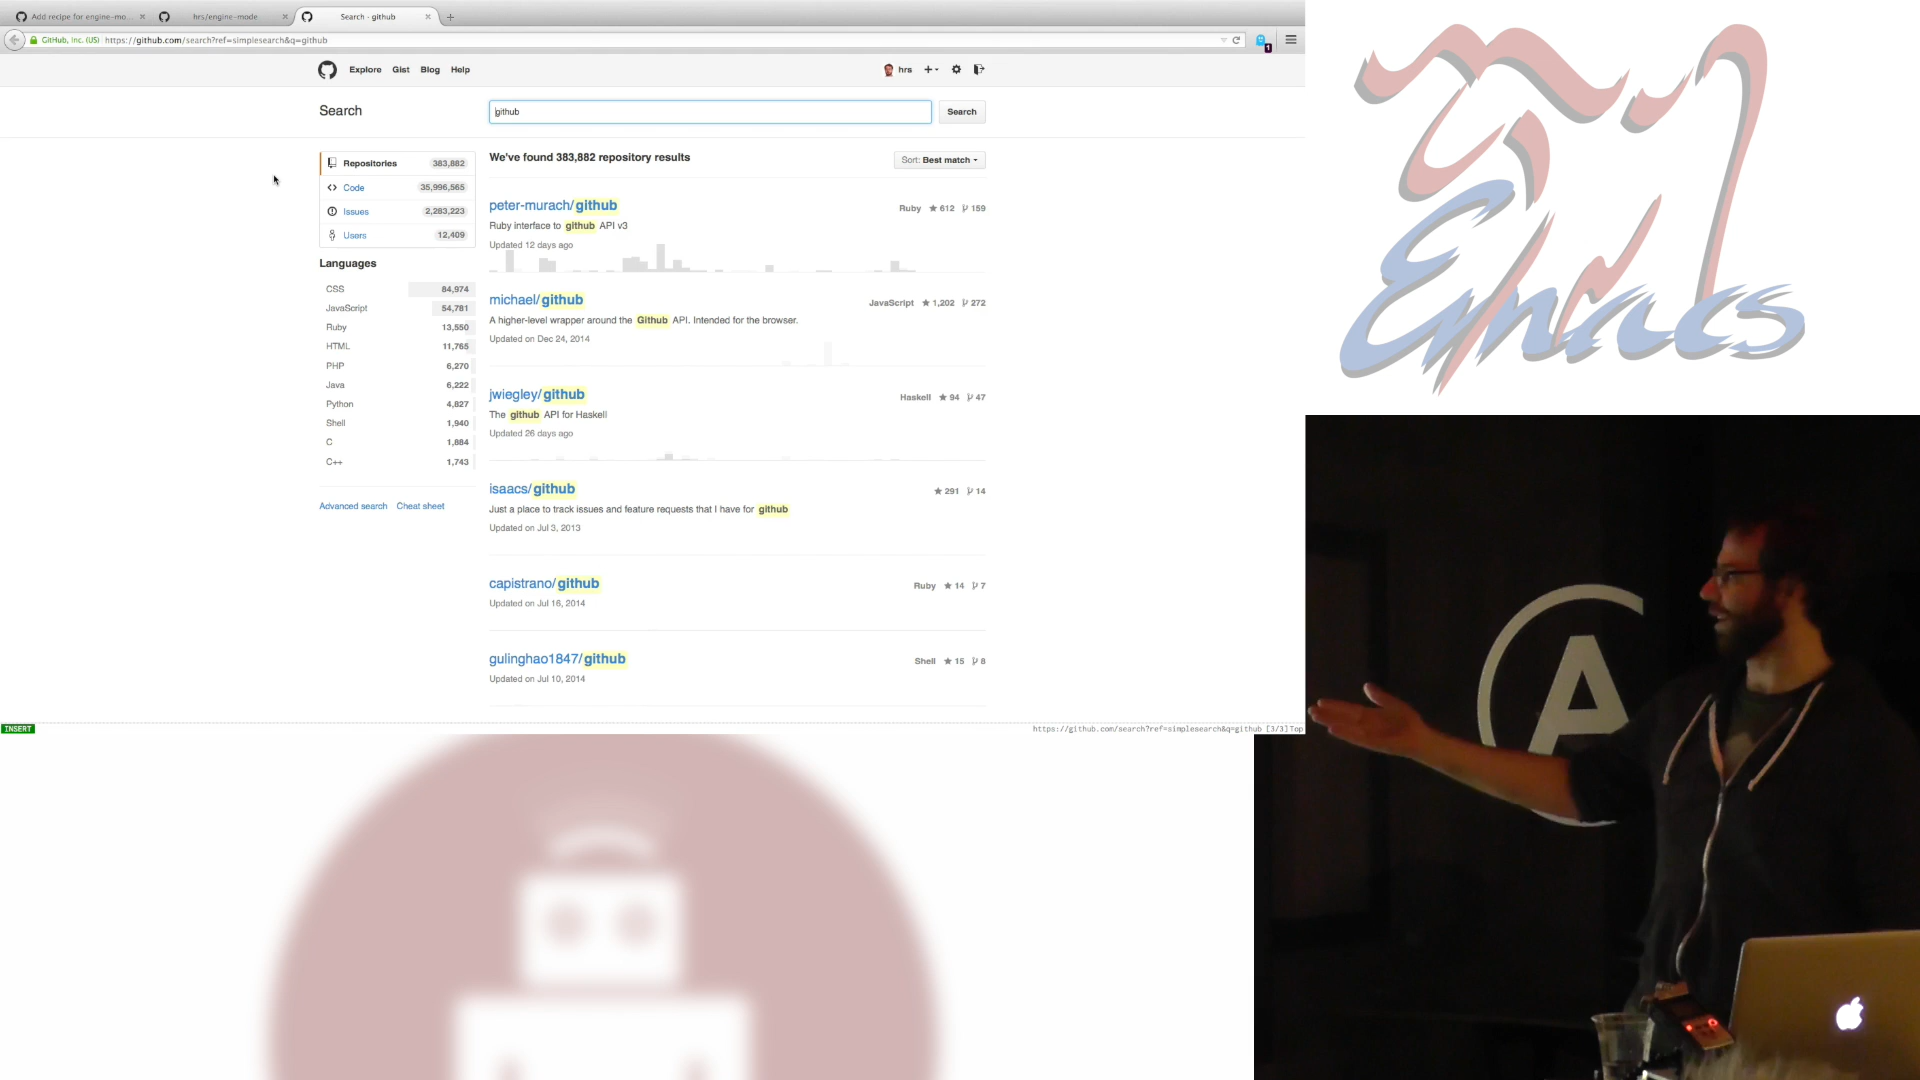 Add recipe for engine-mo...
hrs/engine-mode
Search · github
GitHub, Inc. (US)
https://github.com/search?ref=simplesearch&q=github
1
Explore
Gist
Blog
Help
hrs
Search
github
Search
Repositories 383,882
Code 35,996,565
Issues 2,283,223
Users 12,409
Languages
CSS 84,974
JavaScript 54,781
Ruby 13,550
HTML 11,765
PHP 6,270
Java 6,222
Python 4,827
Shell 1,940
C 1,884
C++ 1,743
Advanced search Cheat sheet
We've found 383,882 repository results
Sort: Best match
peter-murach/github
Ruby 612 159
Ruby interface to github API v3
Updated 12 days ago
michael/github
JavaScript 1,202 272
A higher-level wrapper around the Github API. Intended for the browser.
Updated on Dec 24, 2014
jwiegley/github
Haskell 94 47
The github API for Haskell
Updated 26 days ago
isaacs/github
291 14
Just a place to track issues and feature requests that I have for github
Updated on Jul 3, 2013
capistrano/github
Ruby 14 7
Updated on Jul 16, 2014
gulinghao1847/github
Shell 15 8
Updated on Jul 10, 2014
INSERT
https://github.com/search?ref=simplesearch&q=github [3/3]Top
Emacs
A